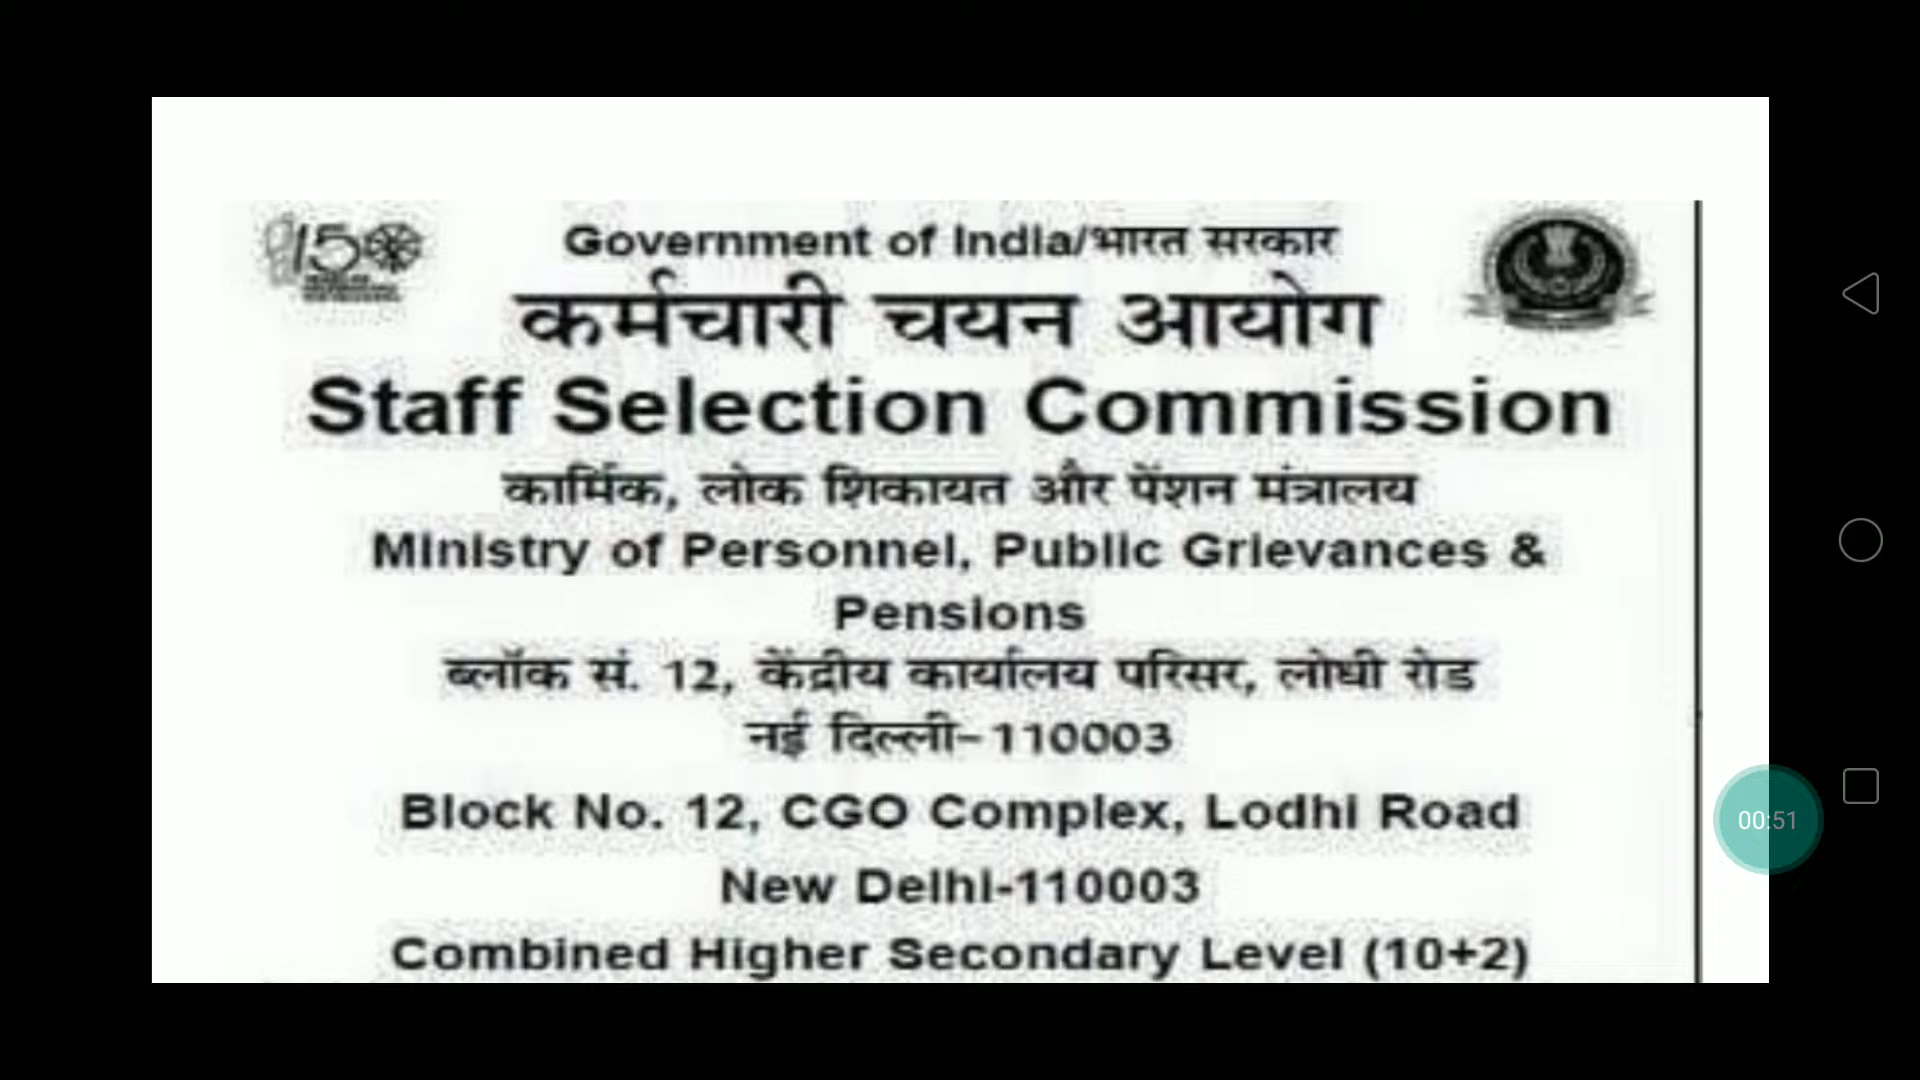 150
Government of India/भारत सरकार
कर्मचारी चयन आयोग
Staff Selection Commission
कार्मिक, लोक शिकायत और पेंशन मंत्रालय
Ministry of Personnel, Public Grievances &
Pensions
ब्लॉक सं. 12, केंद्रीय कार्यालय परिसर, लोधी रोड
नई दिल्ली-110003
Block No. 12, CGO Complex, Lodhi Road
New Delhi-110003
Combined Higher Secondary Level (10+2)
00:51